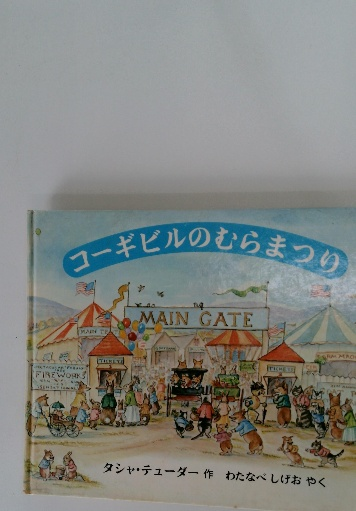 コーギビルのむらまつり
MAIN GATE
TICKETS
FIREWORKS
タシャ・テューダー 作 わたなべ しげお やく